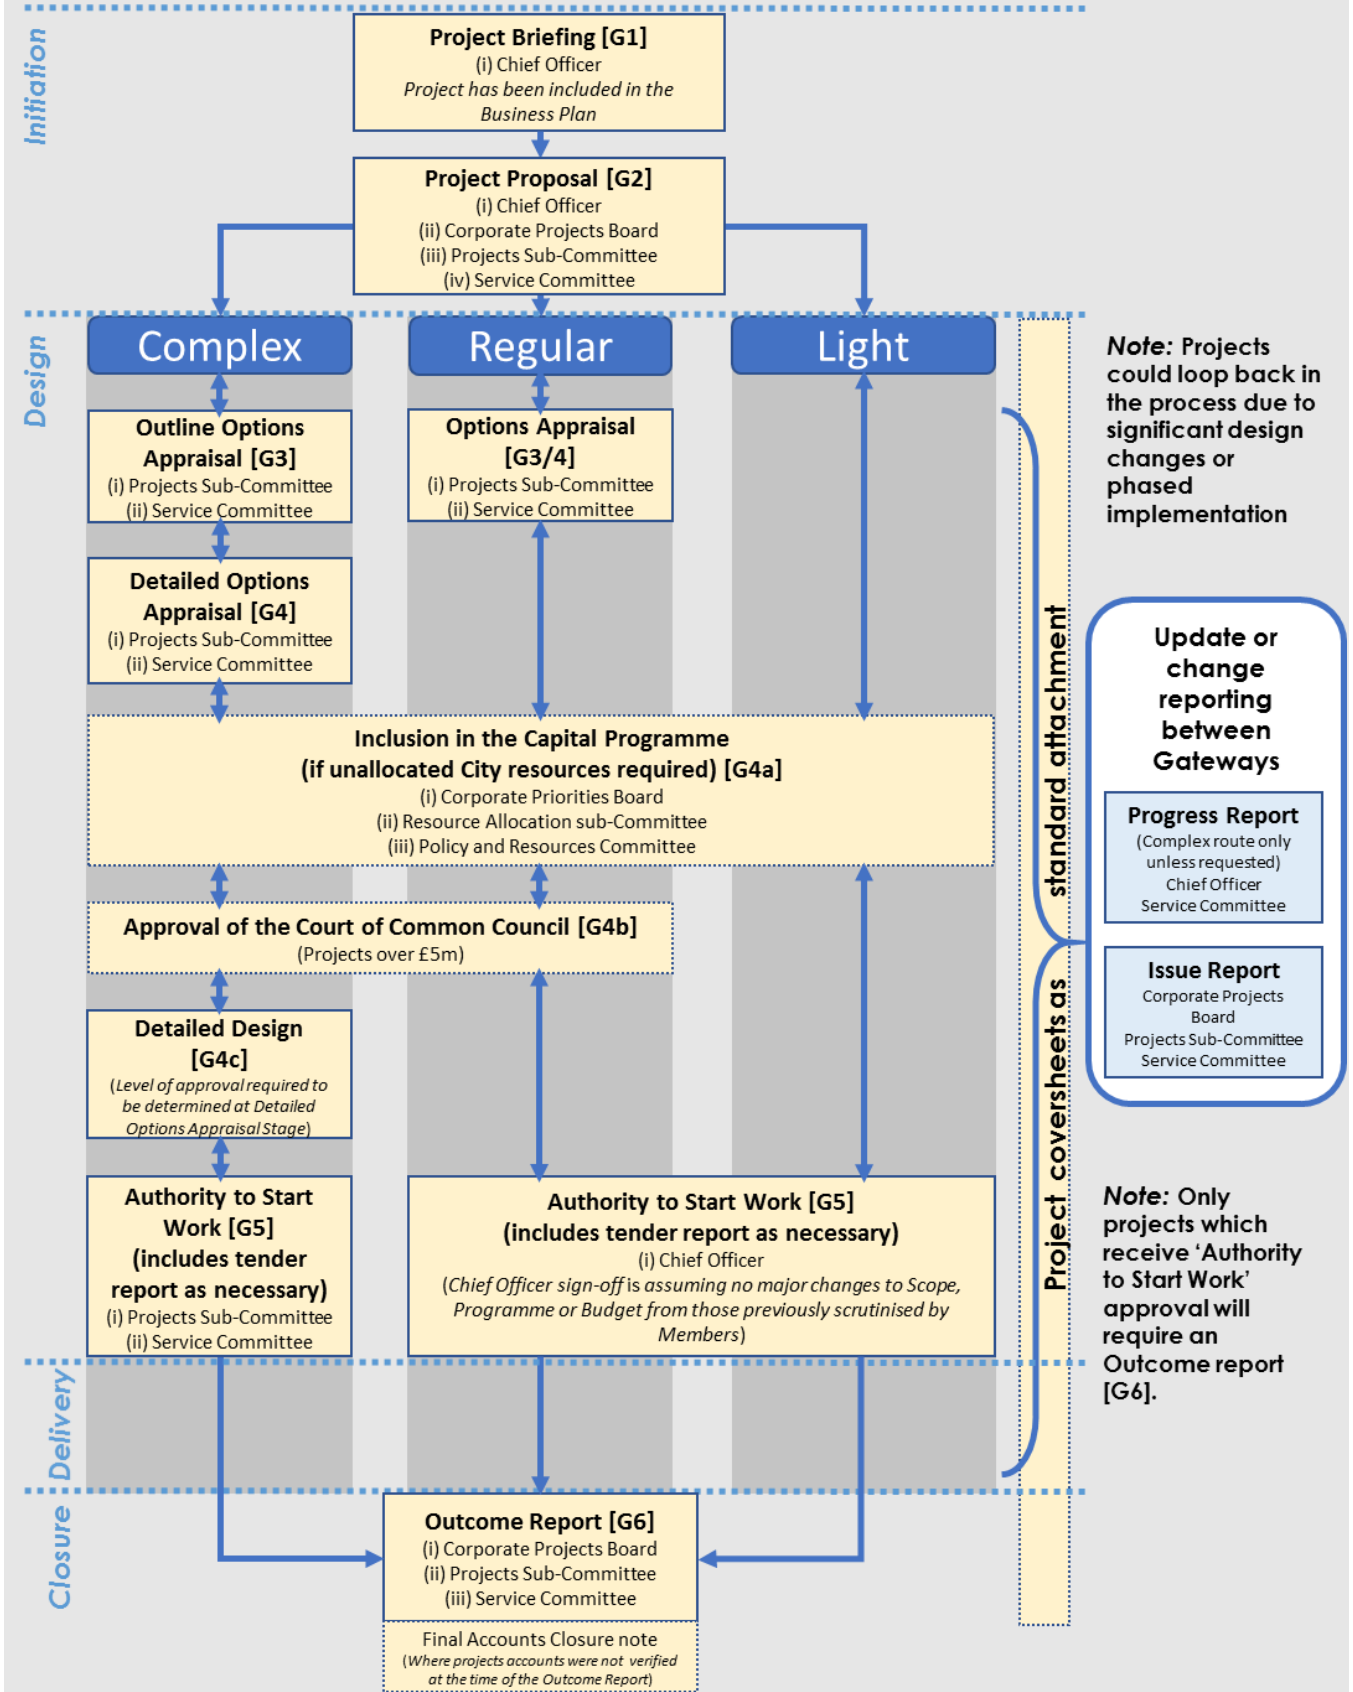 Initiation
Project Briefing [G1]
(i) Chief Officer
Project has been included in the
Business Plan
Project Proposal [G2]
(i) Chief Officer
(ii) Corporate Projects Board
(iii) Projects Sub-Committee
(iv) Service Committee
Design
Complex
Regular
Light
Outline Options
Appraisal [G3]
(i) Projects Sub-Committee
(ii) Service Committee
Options Appraisal
[G3/4]
(i) Projects Sub-Committee
(ii) Service Committee
Detailed Options
Appraisal [G4]
(i) Projects Sub-Committee
(ii) Service Committee
Inclusion in the Capital Programme
(if unallocated City resources required) [G4a]
(i) Corporate Priorities Board
(ii) Resource Allocation sub-Committee
(iii) Policy and Resources Committee
Approval of the Court of Common Council [G4b]
(Projects over £5m)
Detailed Design
[G4c]
(Level of approval required to
be determined at Detailed
Options Appraisal Stage)
Authority to Start
Work [G5]
(includes tender
report as necessary)
(i) Projects Sub-Committee
(ii) Service Committee
Authority to Start Work [G5]
(includes tender report as necessary)
(i) Chief Officer
(Chief Officer sign-off is assuming no major changes to Scope,
Programme or Budget from those previously scrutinised by
Members)
Delivery
Closure
Outcome Report [G6]
(i) Corporate Projects Board
(ii) Projects Sub-Committee
(iii) Service Committee
Final Accounts Closure note
(Where projects accounts were not verified
at the time of the Outcome Report)
Project coversheets as standard attachment
Note: Projects
could loop back in
the process due to
significant design
changes or
phased
implementation
Update or
change
reporting
between
Gateways
Progress Report
(Complex route only
unless requested)
Chief Officer
Service Committee
Issue Report
Corporate Projects
Board
Projects Sub-Committee
Service Committee
Note: Only
projects which
receive ‘Authority
to Start Work’
approval will
require an
Outcome report
[G6].